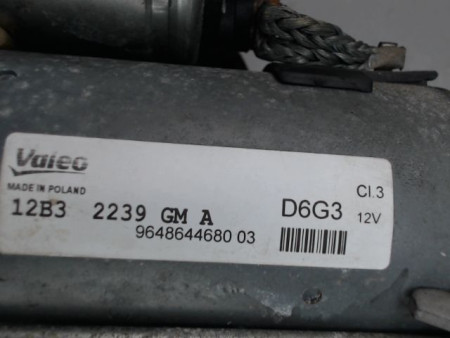 Valeo
MADE IN POLAND
12B3 2239 GM A
9648644680 03
D6G3
Cl.3
12V